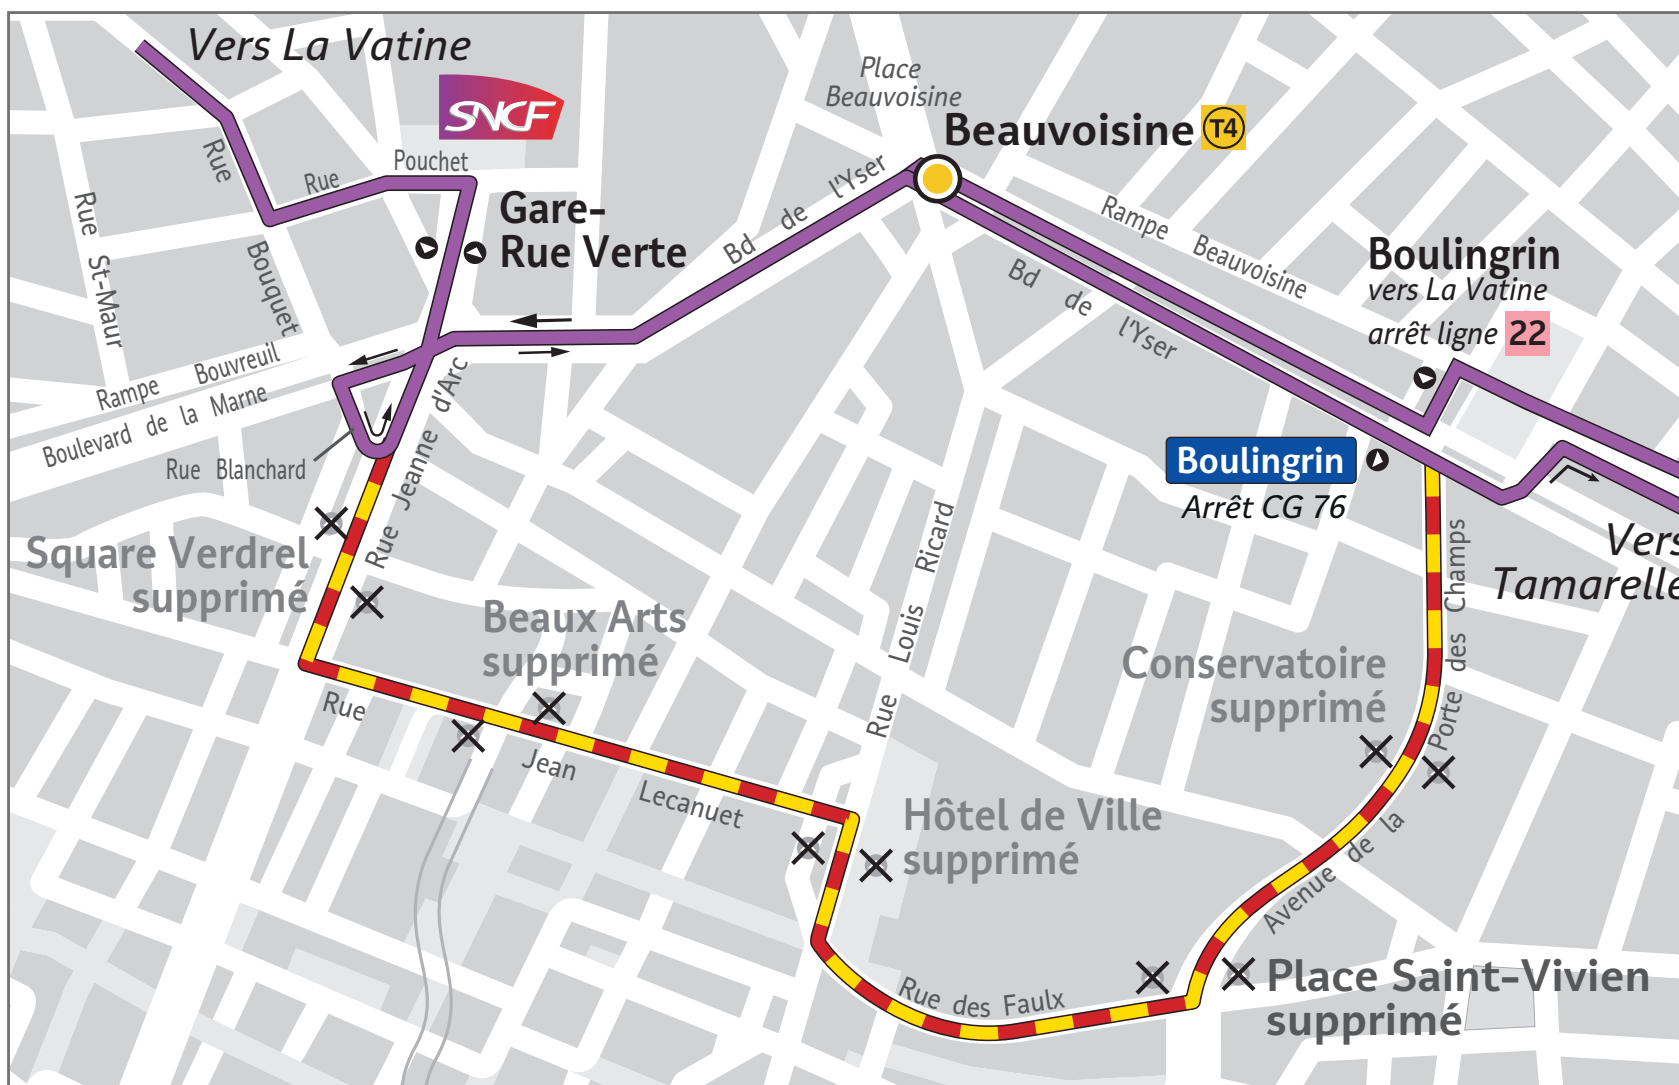 Vers La Vatine
SNCF
Place
Beauvoisine
Beauvoisine T4
Rue
Rue
Pouchet
Gare-
Rue Verte
Rue St-Maur
Bouquet
Bd de l'Yser
Rampe Beauvoisine
Bd de l'Yser
Boulingrin
vers La Vatine
arrêt ligne 22
Rampe Bouvreuil
Boulevard de la Marne
Rue Blanchard
Rue Jeanne d'Arc
Boulingrin
Arrêt CG 76
Vers
Tamarelle
Square Verdrel
supprimé
Beaux Arts
supprimé
Rue Louis Ricard
Conservatoire
supprimé
Rue Jean Lecanuet
Hôtel de Ville
supprimé
Avenue de la Porte des Champs
Rue des Faulx
Place Saint-Vivien
supprimé